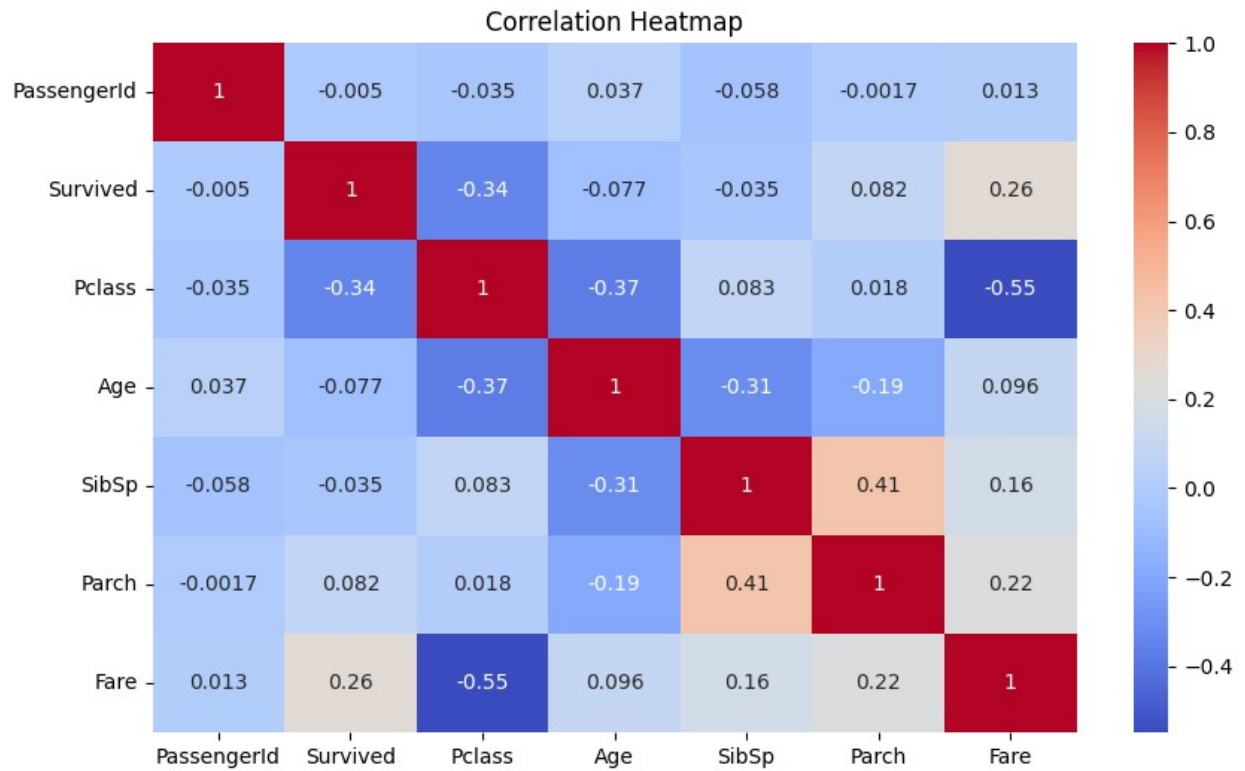 Correlation Heatmap
PassengerId 1 -0.005 -0.035 0.037 -0.058 -0.0017 0.013
Survived -0.005 1 -0.34 -0.077 -0.035 0.082 0.26
Pclass -0.035 -0.34 1 -0.37 0.083 0.018 -0.55
Age 0.037 -0.077 -0.37 1 -0.31 -0.19 0.096
SibSp -0.058 -0.035 0.083 -0.31 1 0.41 0.16
Parch -0.0017 0.082 0.018 -0.19 0.41 1 0.22
Fare 0.013 0.26 -0.55 0.096 0.16 0.22 1
PassengerId Survived Pclass Age SibSp Parch Fare
1.0
0.8
0.6
0.4
0.2
0.0
−0.2
−0.4